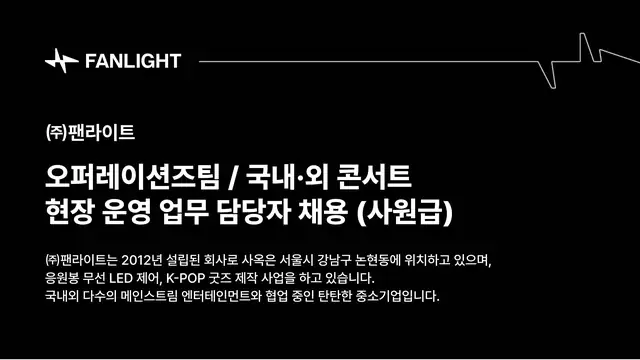 FANLIGHT
㈜팬라이트
오퍼레이션즈팀 / 국내·외 콘서트
현장 운영 업무 담당자 채용 (사원급)
㈜팬라이트는 2012년 설립된 회사로 사옥은 서울시 강남구 논현동에 위치하고 있으며,
응원봉 무선 LED 제어, K-POP 굿즈 제작 사업을 하고 있습니다.
국내외 다수의 메인스트림 엔터테인먼트와 협업 중인 탄탄한 중소기업입니다.